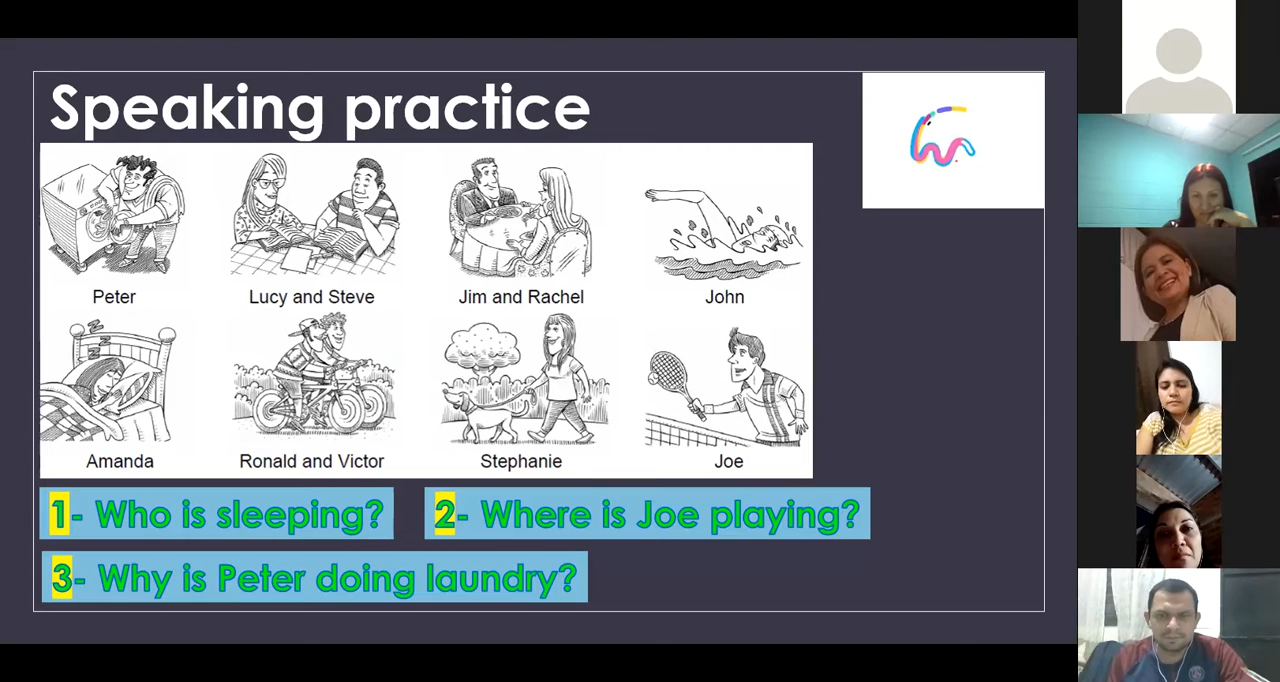 Speaking practice
Peter
Lucy and Steve
Jim and Rachel
John
Z Z Z Z
Amanda
Ronald and Victor
Stephanie
Joe
1- Who is sleeping?
2- Where is Joe playing?
3- Why is Peter doing laundry?